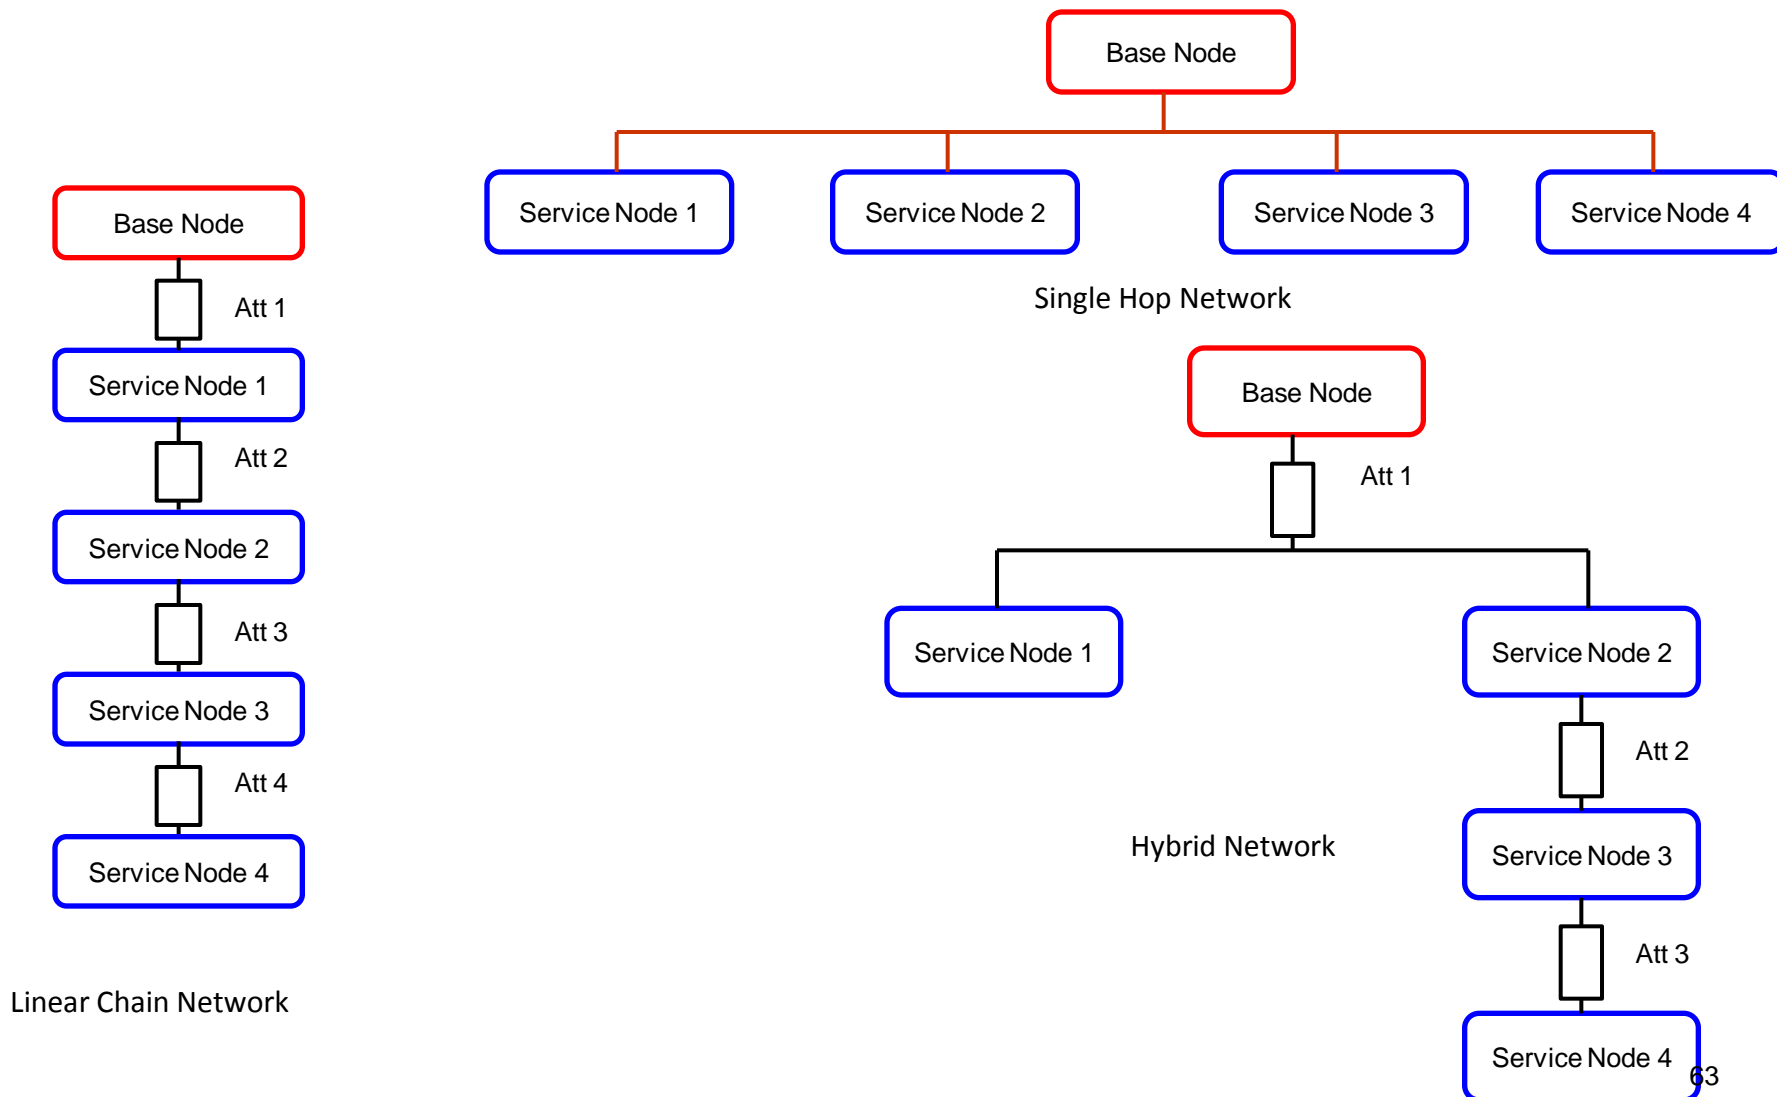 Base Node
Service Node 1
Service Node 2
Service Node 3
Service Node 4
Single Hop Network
Base Node
Att 1
Service Node 1
Att 2
Service Node 2
Att 3
Service Node 3
Att 4
Service Node 4
Linear Chain Network
Base Node
Att 1
Service Node 1
Service Node 2
Att 2
Service Node 3
Hybrid Network
Att 3
Service Node 4
63